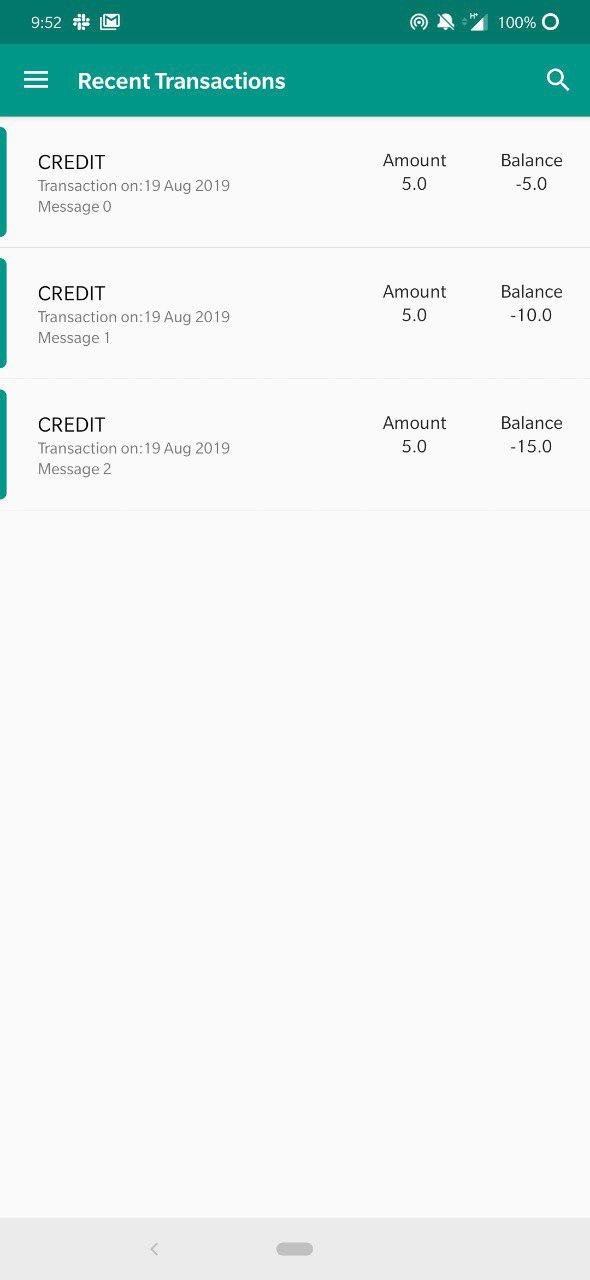 9:52 H+ 100%
Recent Transactions
CREDIT Amount Balance
Transaction on:19 Aug 2019 5.0 -5.0
Message 0
CREDIT Amount Balance
Transaction on:19 Aug 2019 5.0 -10.0
Message 1
CREDIT Amount Balance
Transaction on:19 Aug 2019 5.0 -15.0
Message 2